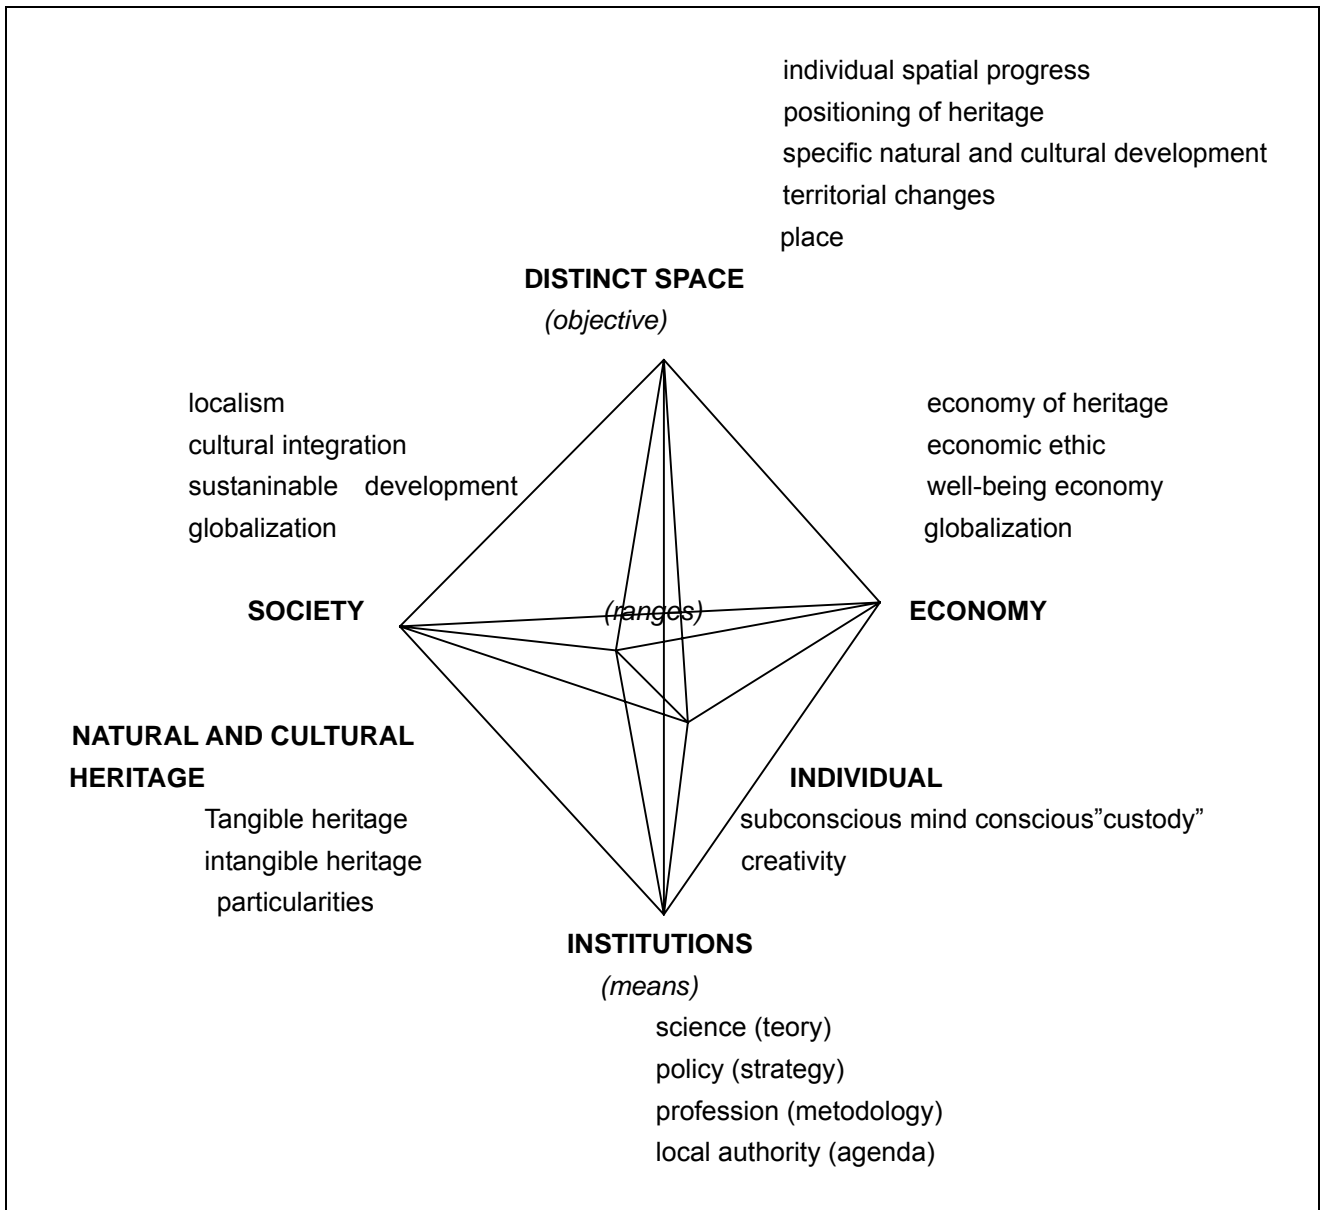 individual spatial progress
positioning of heritage
specific natural and cultural development
territorial changes
place
DISTINCT SPACE
(objective)
localism
cultural integration
sustaninable development
globalization
economy of heritage
economic ethic
well-being economy
globalization
SOCIETY
(ranges)
ECONOMY
NATURAL AND CULTURAL
HERITAGE
Tangible heritage
intangible heritage
particularities
INDIVIDUAL
subconscious mind conscious”custody”
creativity
INSTITUTIONS
(means)
science (teory)
policy (strategy)
profession (metodology)
local authority (agenda)